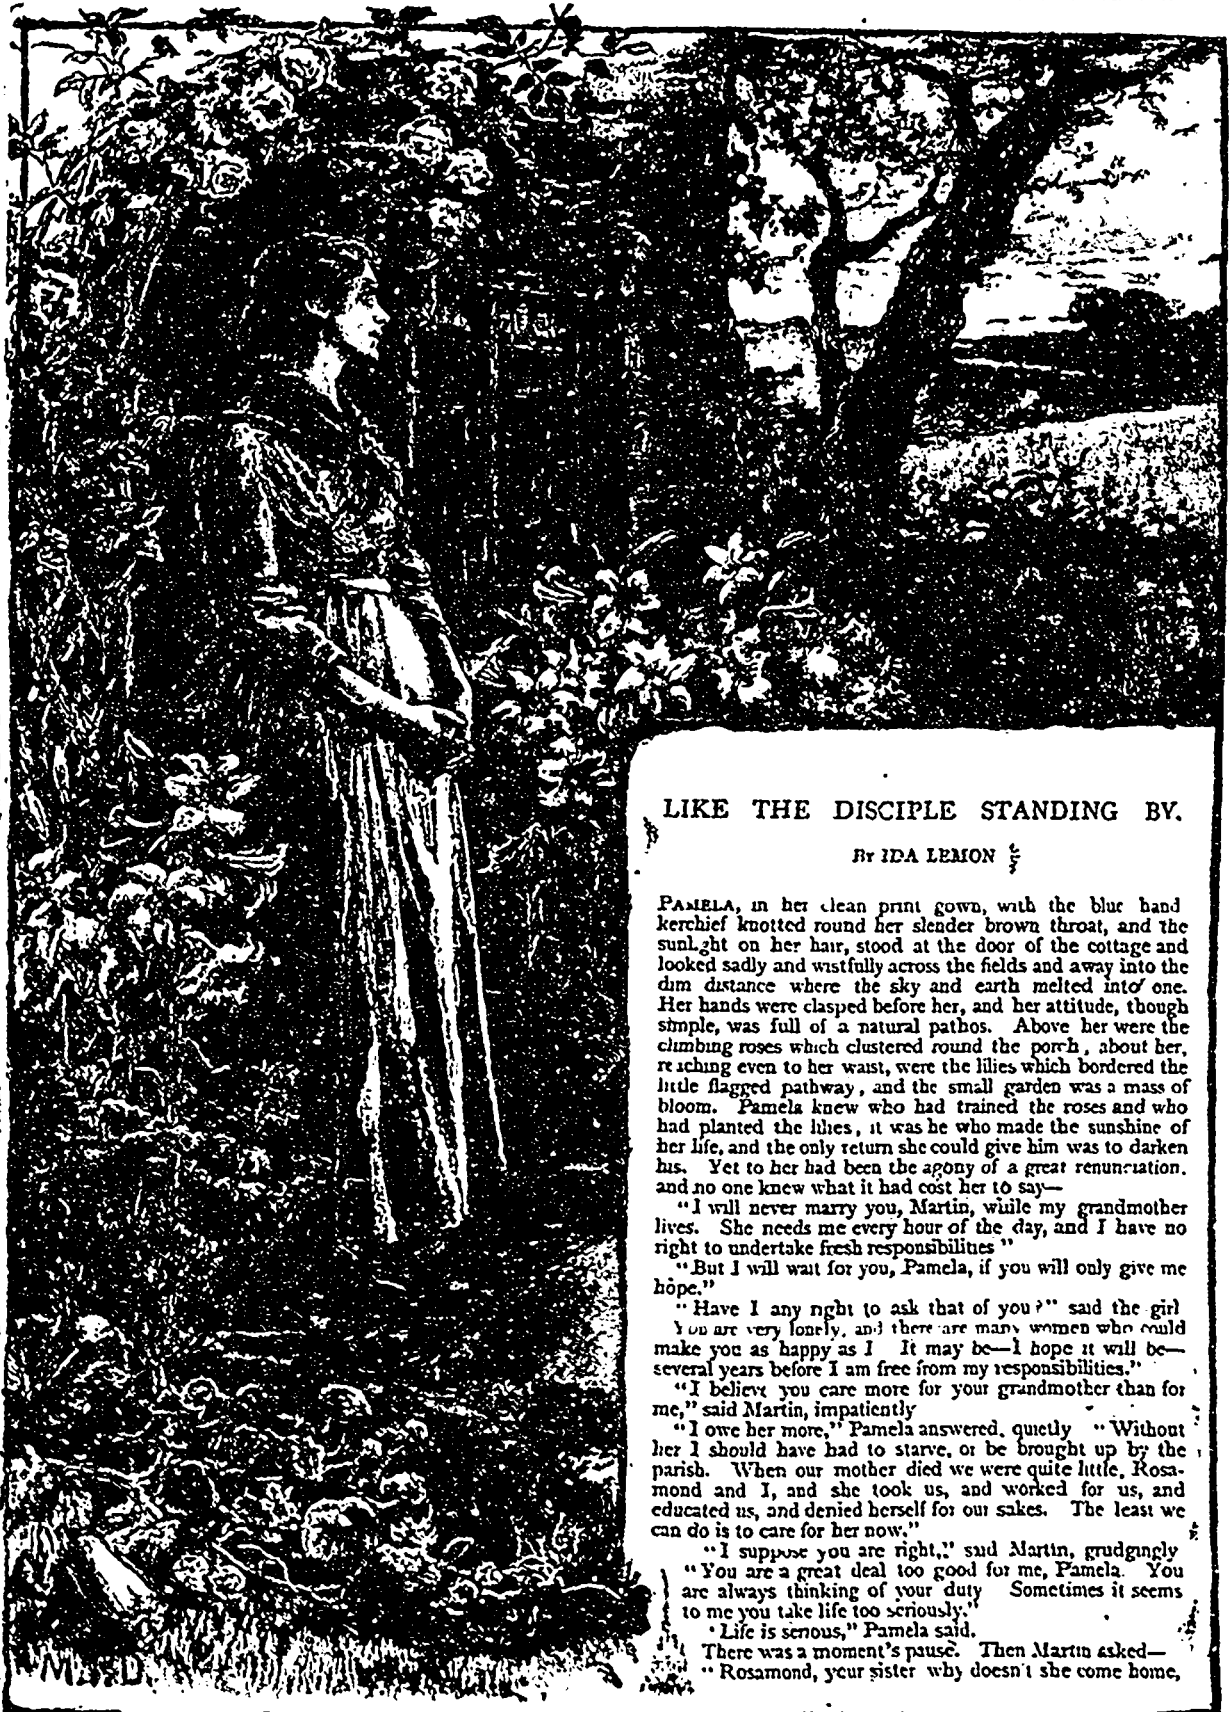 LIKE THE DISCIPLE STANDING BY.
BY IDA LEMON
PAMELA, in her clean print gown, with the blue hand
kerchief knotted round her slender brown throat, and the
sunlight on her hair, stood at the door of the cottage and
looked sadly and wistfully across the fields and away into the
dim distance where the sky and earth melted into one.
Her hands were clasped before her, and her attitude, though
simple, was full of a natural pathos. Above her were the
climbing roses which clustered round the porch, about her,
reaching even to her waist, were the lilies which bordered the
little flagged pathway, and the small garden was a mass of
bloom. Pamela knew who had trained the roses and who
had planted the lilies, it was he who made the sunshine of
her life, and the only return she could give him was to darken
his. Yet to her had been the agony of a great renunciation.
and no one knew what it had cost her to say—
"I will never marry you, Martin, while my grandmother
lives. She needs me every hour of the day, and I have no
right to undertake fresh responsibilities"
"But I will wait for you, Pamela, if you will only give me
hope."
"Have I any right to ask that of you?" said the girl
You are very lonely, and there are many women who could
make you as happy as I It may be—I hope it will be—
several years before I am free from my responsibilities."
"I believe you care more for your grandmother than for
me," said Martin, impatiently
"I owe her more," Pamela answered, quietly "Without
her I should have had to starve, or be brought up by the
parish. When our mother died we were quite little, Rosa-
mond and I, and she took us, and worked for us, and
educated us, and denied herself for our sakes. The least we
can do is to care for her now."
"I suppose you are right," said Martin, grudgingly
"You are a great deal too good for me, Pamela. You
are always thinking of your duty Sometimes it seems
to me you take life too seriously."
"Life is serious," Pamela said.
There was a moment's pause. Then Martin asked—
"Rosamond, your sister why doesn't she come home,